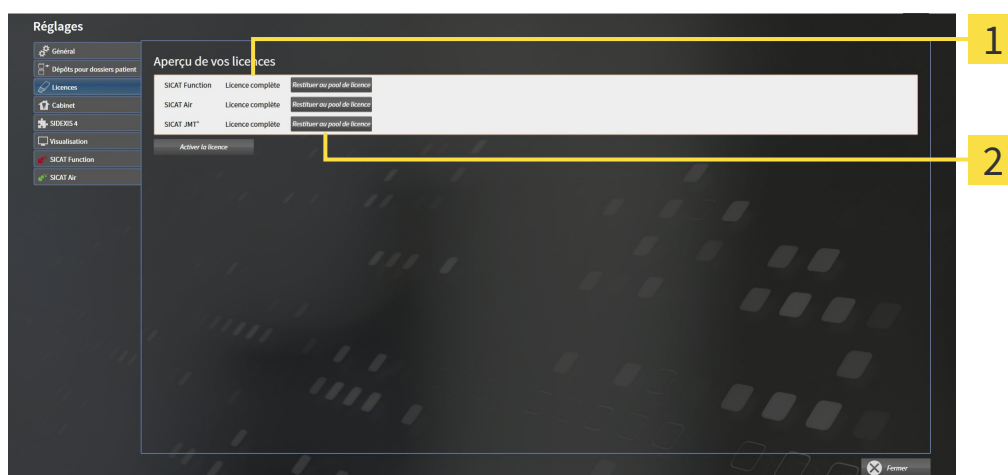 Réglages
Général
Dépôts pour dossiers patient
Licences
Cabinet
SIDEXIS 4
Visualisation
SICAT Function
SICAT Air
Aperçu de vos licences
SICAT Function Licence complète Restituer au pool de licence
SICAT Air Licence complète Restituer au pool de licence
SICAT JMT+ Licence complète Restituer au pool de licence
Activer la licence
Fermer
1
2